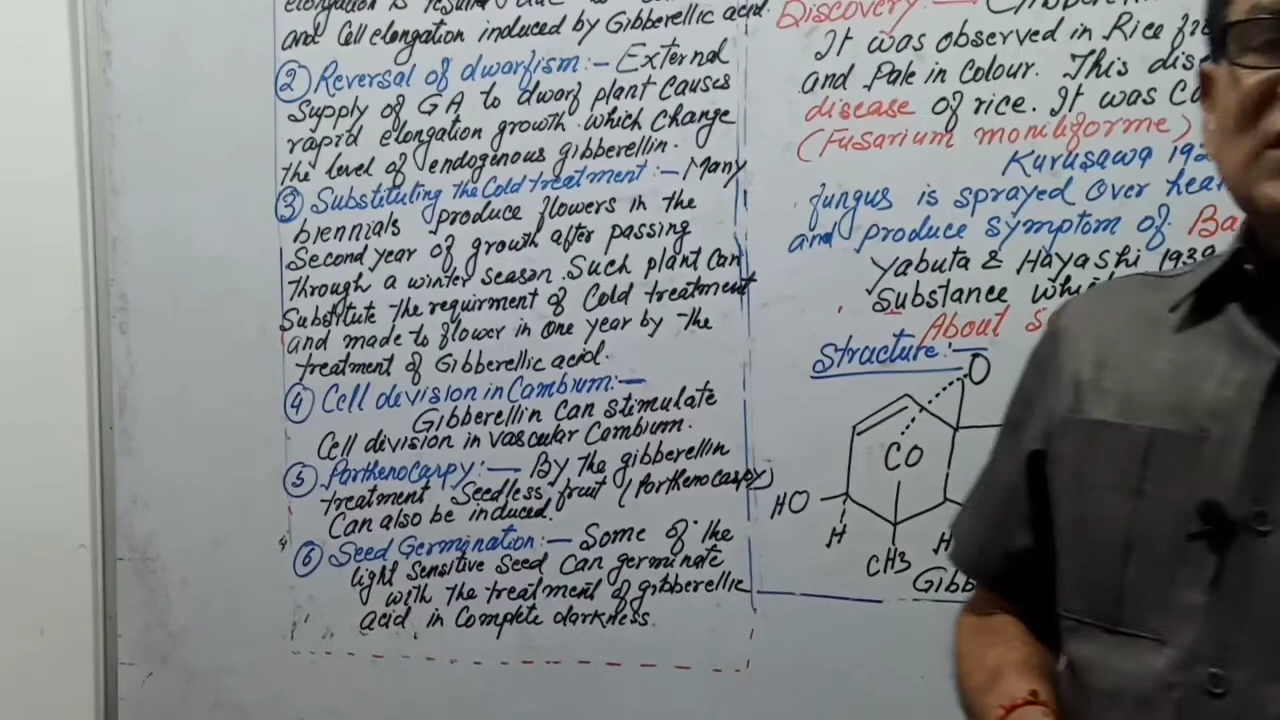 and Cell elongation induced by Gibberellic acid.
② Reversal of dwarfism:- External
Supply of GA to dwarf plant causes
rapid elongation growth which change
the level of endogenous gibberellin.
③ Substituting the Cold treatment:- Many
biennials produce flowers in the
Second year of growth after passing
through a winter season. Such plant can
Substitute the requirment of Cold treatment
and made to flower in one year by the
treatment of Gibberellic acid.
④ Cell devision in Cambium:-
Gibberellin Can stimulate
Cell division in vascular Cambium.
⑤ Parthenocarpy:- By the gibberellin
treatment Seedless fruit (Parthenocarpy)
Can also be induced.
⑥ Seed Germination:- Some of the
light Sensitive Seed Can germinate
with the treatment of gibberellic
acid in Complete darkness.
Discovery:-
It was observed in Rice
and Pale in Colour. This
disease of rice. It was
(Fusarium moniliforme)
Kurusawa
fungus is sprayed Over
and produce symptom of
Yabuta & Hayashi 1939
Substance
About
Structure:-
O
CO
HO
H
CH3
H